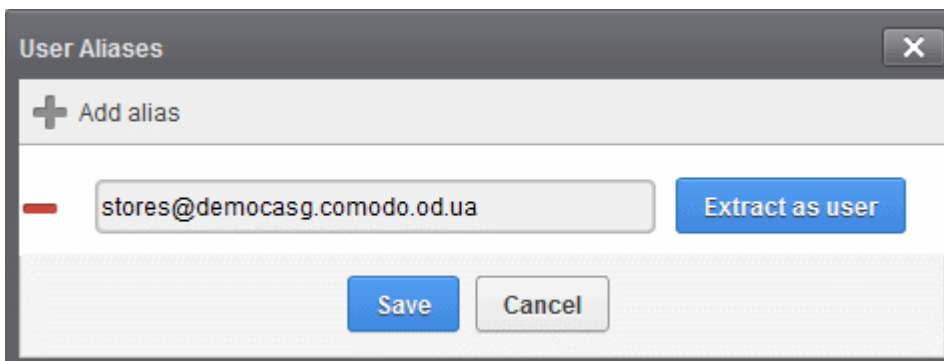 User Aliases
Add alias
stores@democasg.comodo.od.ua Extract as user
Save Cancel